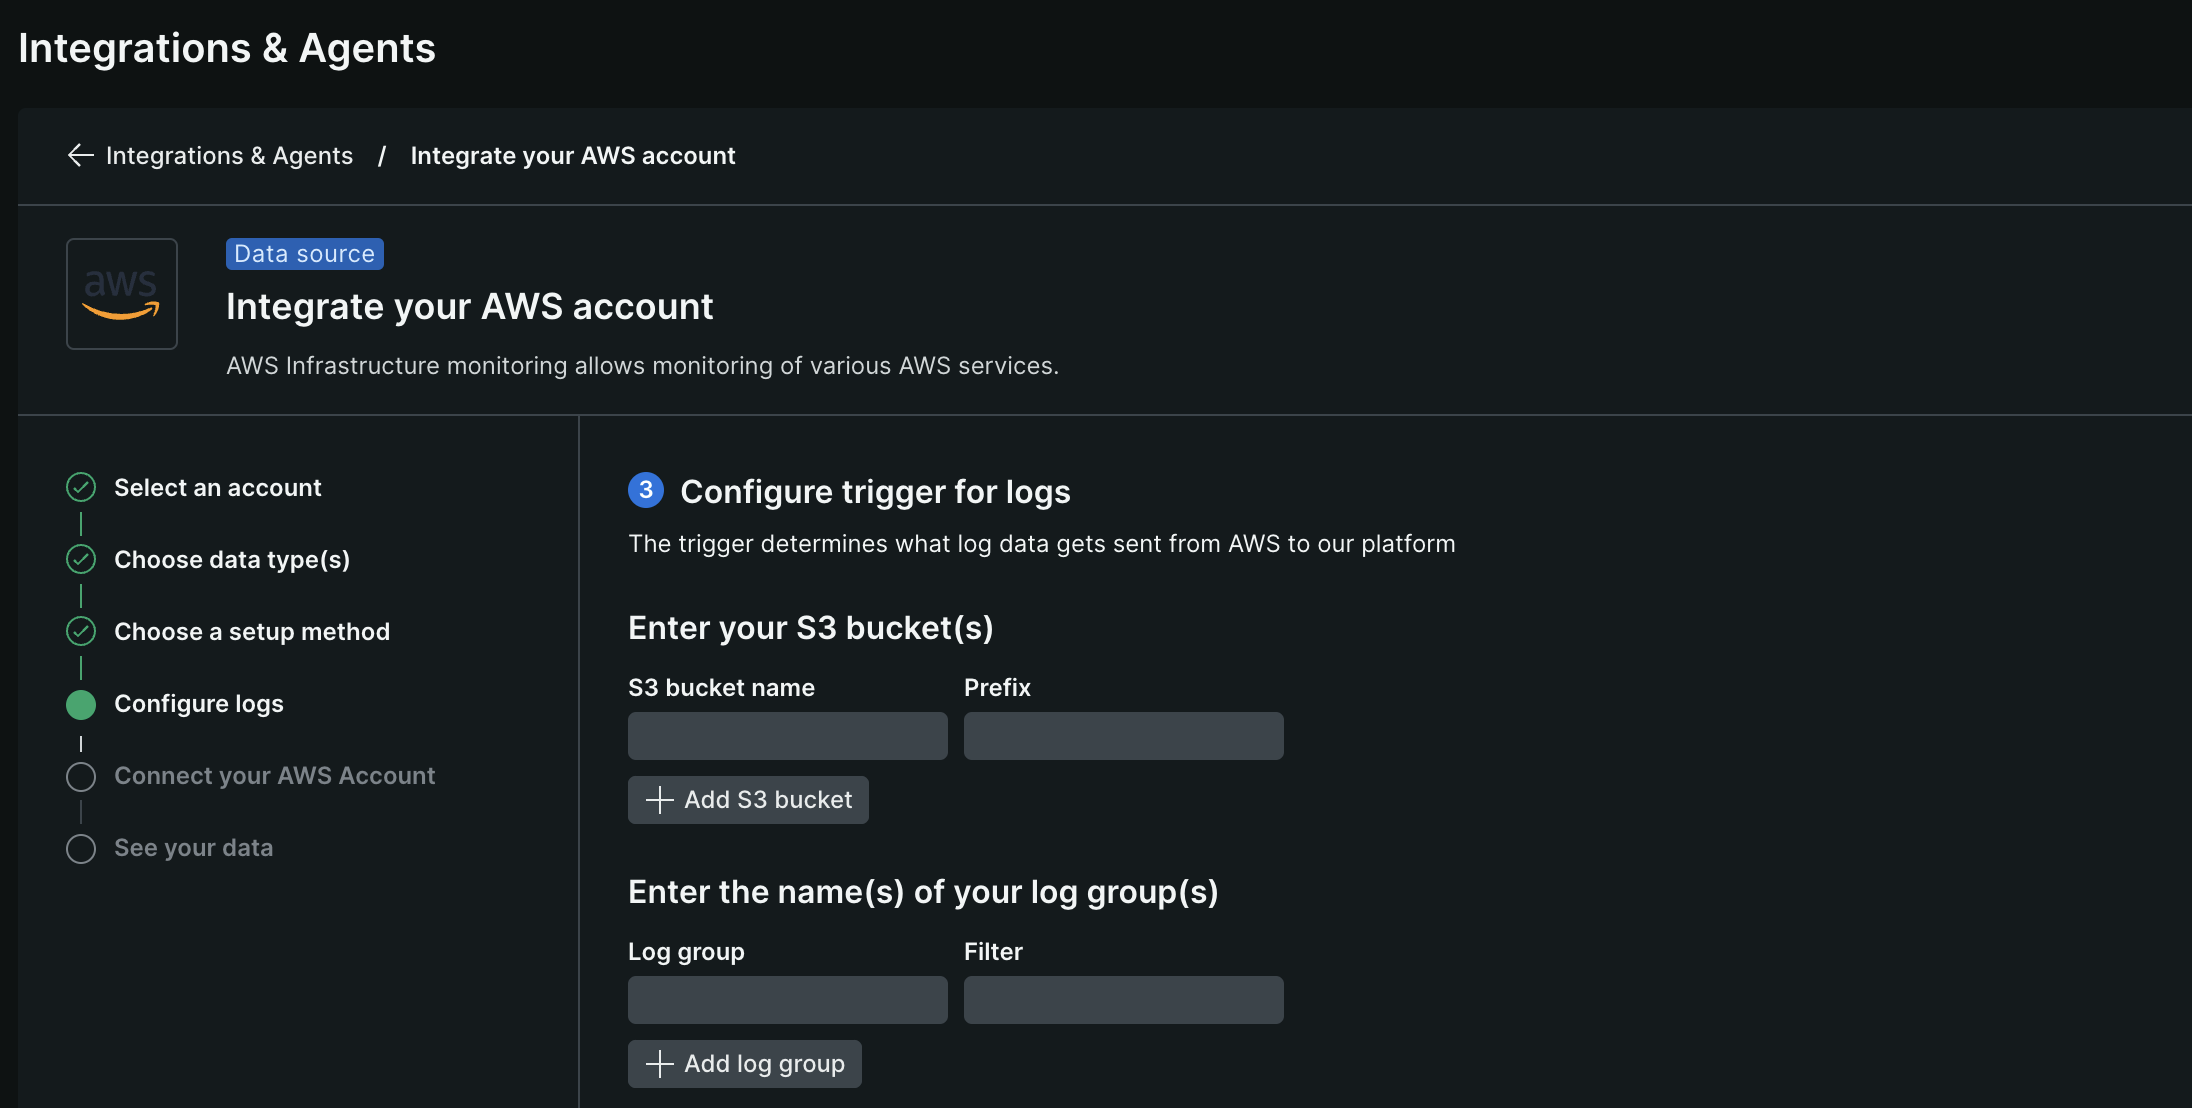 Integrations & Agents
Integrations & Agents / Integrate your AWS account
aws
Data source
Integrate your AWS account
AWS Infrastructure monitoring allows monitoring of various AWS services.
Select an account
Choose data type(s)
Choose a setup method
Configure logs
Connect your AWS Account
See your data
3 Configure trigger for logs
The trigger determines what log data gets sent from AWS to our platform
Enter your S3 bucket(s)
S3 bucket name Prefix
Add S3 bucket
Enter the name(s) of your log group(s)
Log group Filter
Add log group